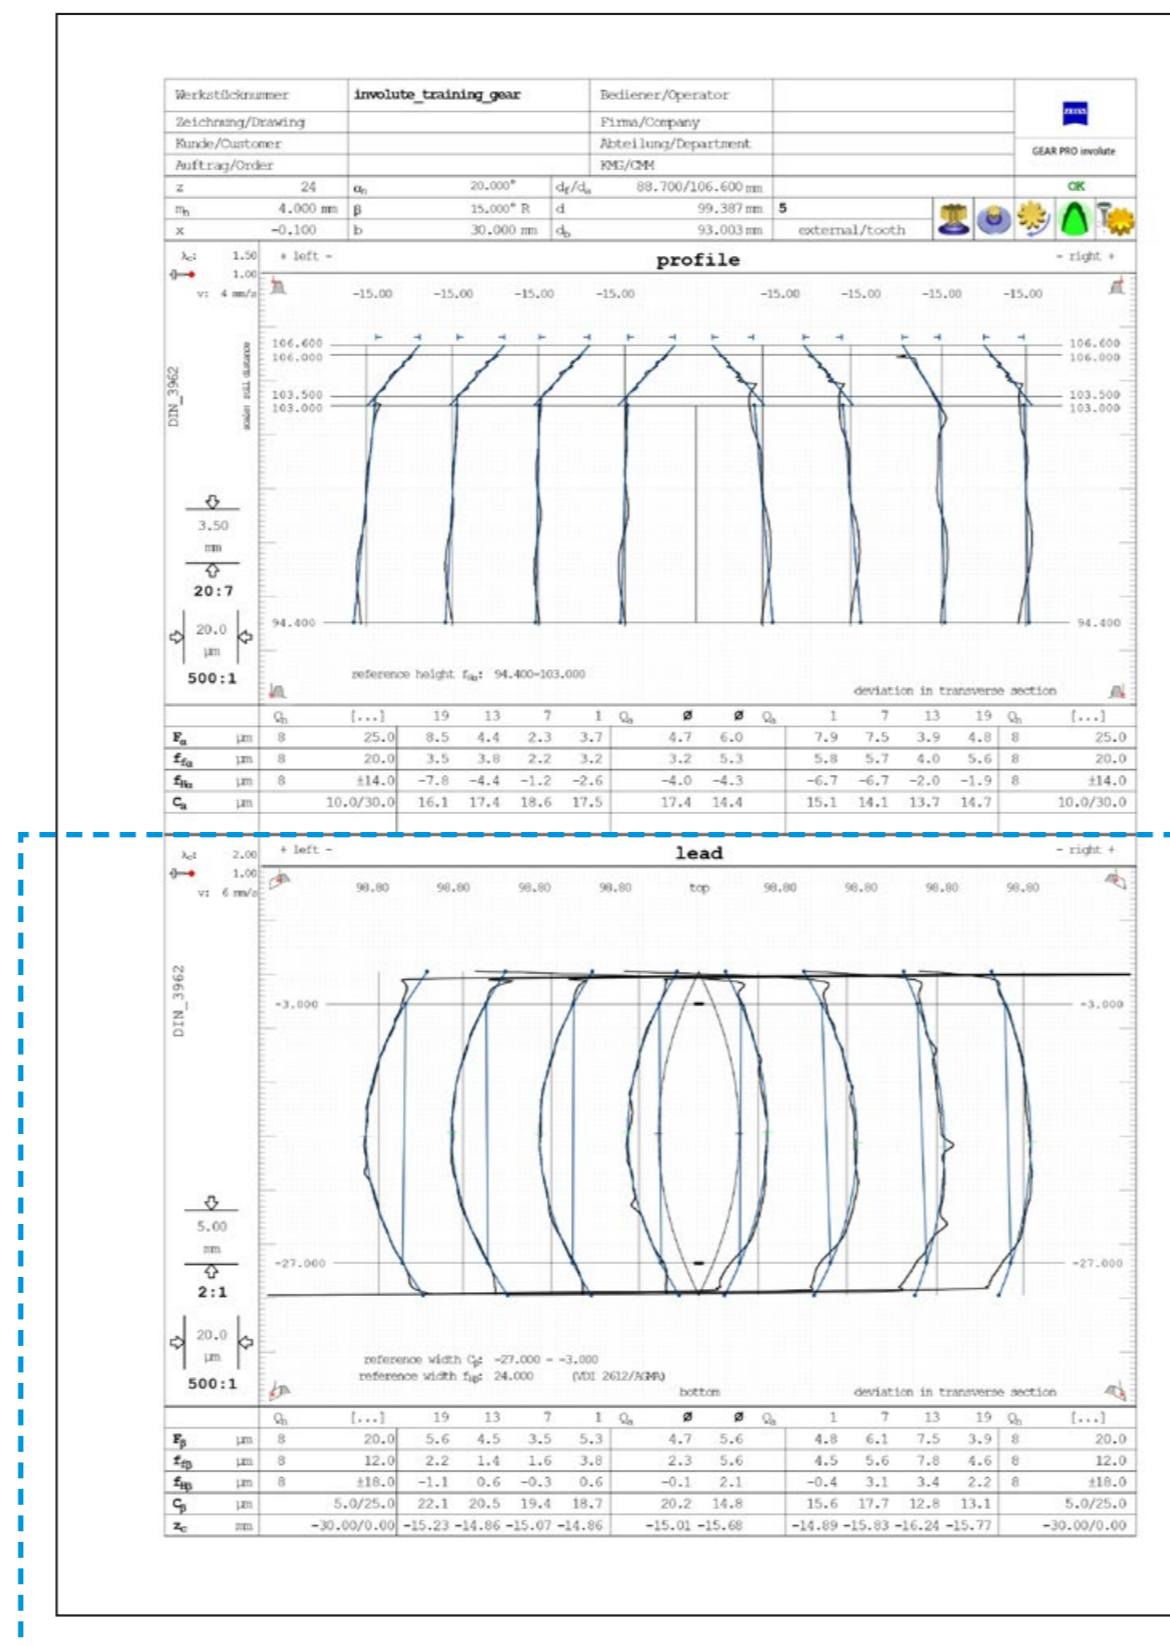 Werkstücknummer involute_training_gear Bediener/Operator
Zeichnung/Drawing Firma/Company
Kunde/Customer Abteilung/Department
Auftrag/Order KMG/CMM
ZEISS
GEAR PRO involute
z 24 αn 20.000° df/da 88.700/106.600 mm OK
mn 4.000 mm β 15.000° R d 99.387 mm 5
x -0.100 b 30.000 mm db 93.003 mm external/tooth
λc: 1.50 + left - profile - right +
1.00
v: 4 mm/s -15.00 -15.00 -15.00 -15.00 -15.00 -15.00 -15.00 -15.00
106.600 106.600
106.000 106.000
103.500 103.500
103.000 103.000
DIN_3962
3.50
mm
20:7
94.400 94.400
20.0
µm
500:1
reference height fHα: 94.400-103.000
deviation in transverse section
Qn [...] 19 13 7 1 Qa ø ø Qa 1 7 13 19 Qn [...]
Fα µm 8 25.0 8.5 4.4 2.3 3.7 4.7 6.0 7.9 7.5 3.9 4.8 8 25.0
ffα µm 8 20.0 3.5 3.8 2.2 3.2 3.2 5.3 5.8 5.7 4.0 5.6 8 20.0
fHα µm 8 ±14.0 -7.8 -4.4 -1.2 -2.6 -4.0 -4.3 -6.7 -6.7 -2.0 -1.9 8 ±14.0
Ca µm 10.0/30.0 16.1 17.4 18.6 17.5 17.4 14.4 15.1 14.1 13.7 14.7 10.0/30.0
λc: 2.00 + left - lead - right +
1.00
v: 6 mm/s 98.80 98.80 98.80 98.80 top 98.80 98.80 98.80 98.80
DIN_3962
-3.000 -3.000
5.00
mm
2:1
-27.000 -27.000
20.0
µm
500:1
reference width Cβ: -27.000 - -3.000
reference width fHβ: 24.000 (VDI 2612/AGMA)
bottom deviation in transverse section
Qn [...] 19 13 7 1 Qa ø ø Qa 1 7 13 19 Qn [...]
Fβ µm 8 20.0 5.6 4.5 3.5 5.3 4.7 5.6 4.8 6.1 7.5 3.9 8 20.0
ffβ µm 8 12.0 2.2 1.4 1.6 3.8 2.3 5.6 4.5 5.6 7.8 4.6 8 12.0
fHβ µm 8 ±18.0 -1.1 0.6 -0.3 0.6 -0.1 2.1 -0.4 3.1 3.4 2.2 8 ±18.0
Cβ µm 5.0/25.0 22.1 20.5 19.4 18.7 20.2 14.8 15.6 17.7 12.8 13.1 5.0/25.0
zc mm -30.00/0.00 -15.23 -14.86 -15.07 -14.86 -15.01 -15.68 -14.89 -15.83 -16.24 -15.77 -30.00/0.00